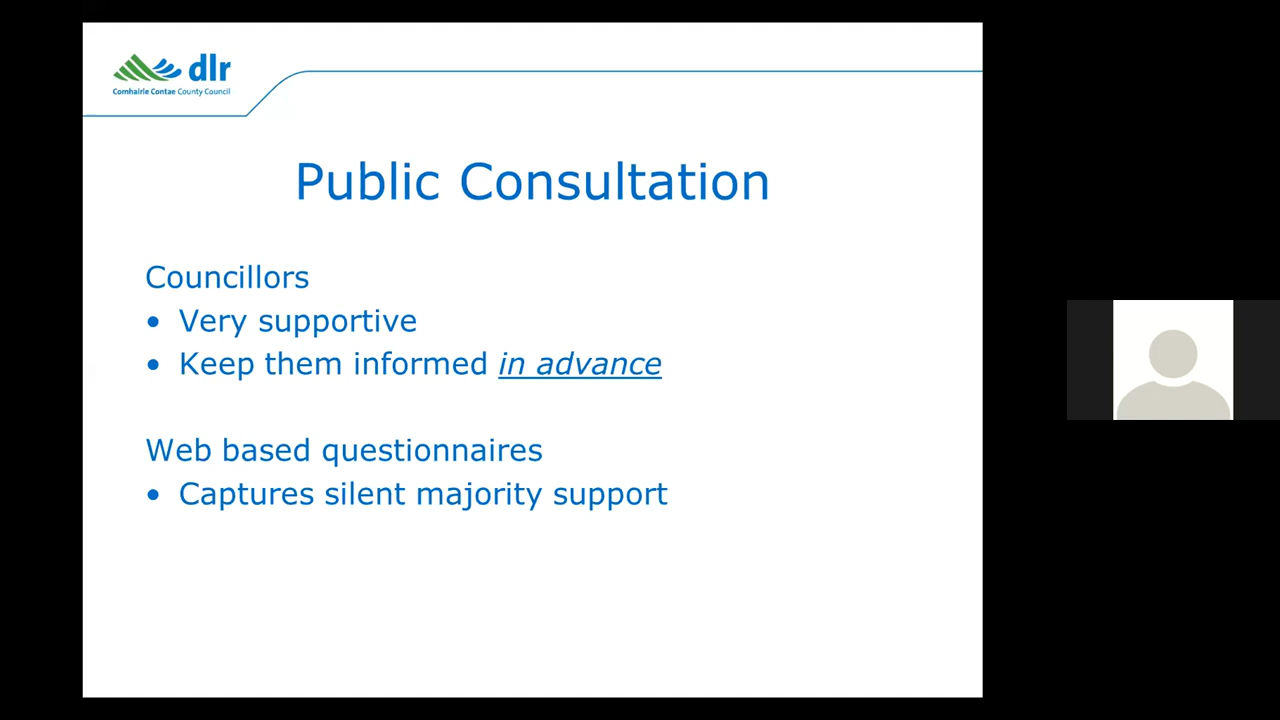 dlr
Comhairle Contae County Council
Public Consultation
Councillors
• Very supportive
• Keep them informed in advance
Web based questionnaires
• Captures silent majority support